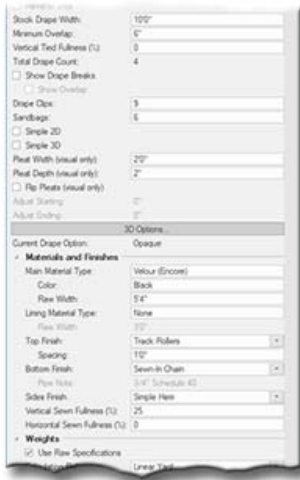 Stock Drape Width: 10'0"
Minimum Overlap: 6"
Vertical Tied Fullness (%): 0
Total Drape Count: 4
Show Drape Breaks
Show Overlap
Drape Clips: 9
Sandbags: 6
Simple 2D
Simple 3D
Pleat Width (visual only): 2'0"
Pleat Depth (visual only): 2"
Flip Pleats (visual only)
Adjust Starting: 0"
Adjust Ending: 0"
3D Options...
Current Drape Option: Opaque
Materials and Finishes
Main Material Type: Velour (Encore)
Color: Black
Raw Width: 5'4"
Lining Material Type: None
Raw Width: 3'0"
Top Finish: Track Rollers
Spacing: 1'0"
Bottom Finish: Sewn-In Chain
Pipe Note: 3/4" Schedule 40
Sides Finish: Simple Hem
Vertical Sewn Fullness (%): 25
Horizontal Sewn Fullness (%): 0
Weights
Use Raw Specifications
Linear Yard